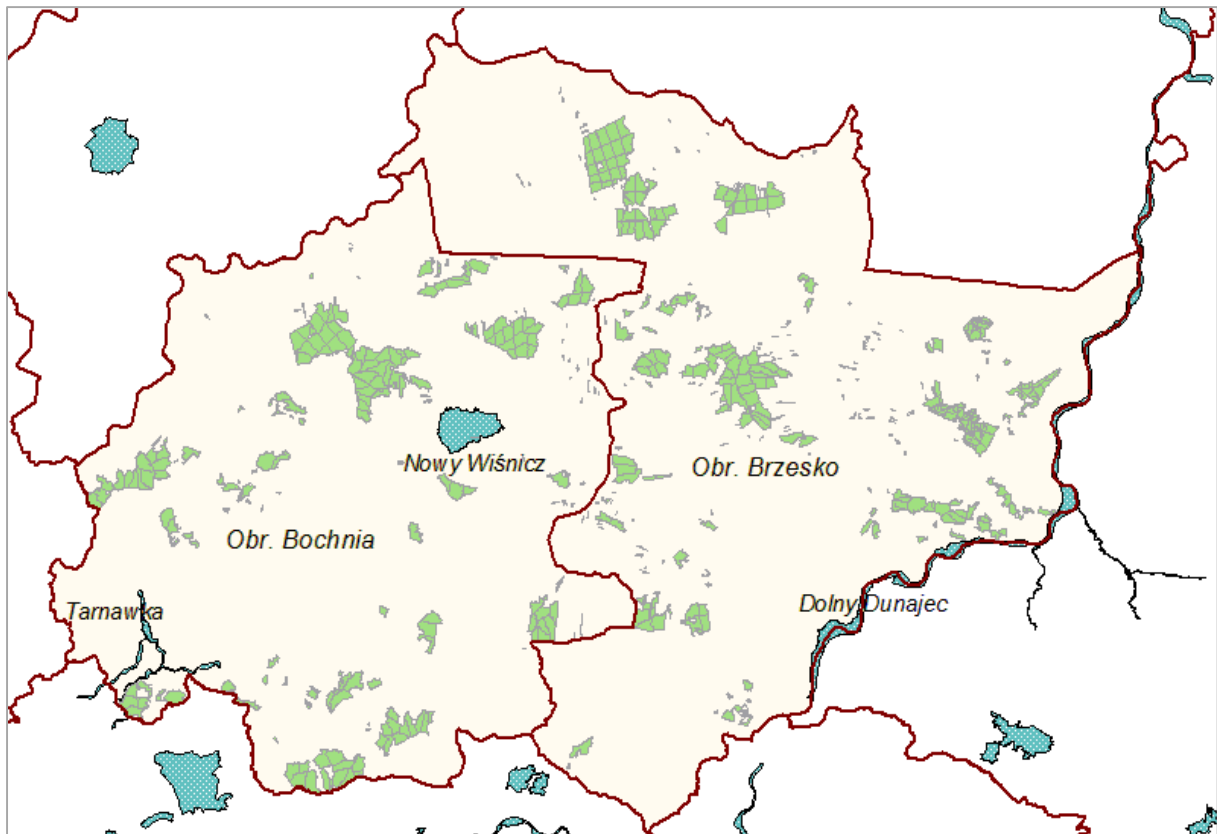 Nowy Wiśnicz
Obr. Brzesko
Obr. Bochnia
Tarnawka
Dolny Dunajec